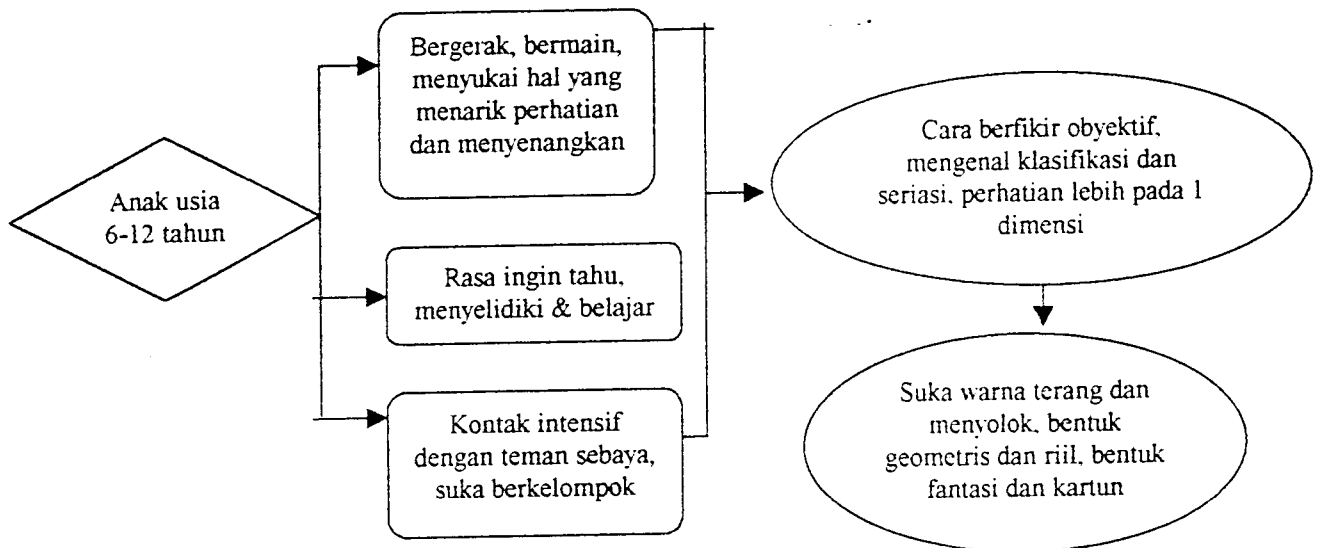 Anak usia
6-12 tahun
Bergerak, bermain,
menyukai hal yang
menarik perhatian
dan menyenangkan
Rasa ingin tahu,
menyelidiki & belajar
Kontak intensif
dengan teman sebaya,
suka berkelompok
Cara berfikir obyektif,
mengenal klasifikasi dan
seriasi, perhatian lebih pada 1
dimensi
Suka warna terang dan
menyolok, bentuk
geometris dan riil, bentuk
fantasi dan kartun